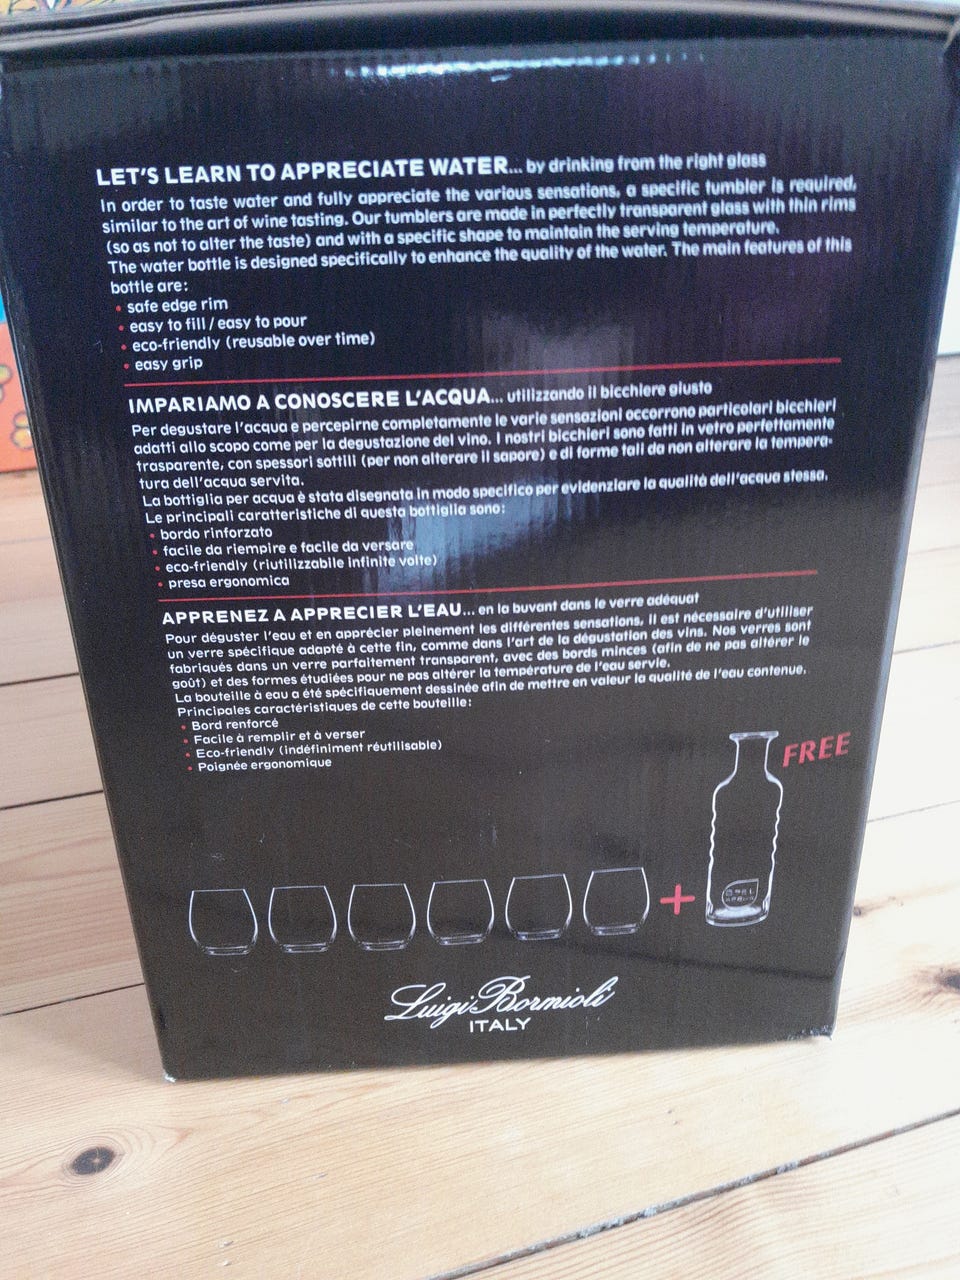 LET'S LEARN TO APPRECIATE WATER... by drinking from the right glass
In order to taste water and fully appreciate the various sensations, a specific tumbler is required,
similar to the art of wine tasting. Our tumblers are made in perfectly transparent glass with thin rims
(so as not to alter the taste) and with a specific shape to maintain the serving temperature.
The water bottle is designed specifically to enhance the quality of the water. The main features of this
bottle are:
• safe edge rim
• easy to fill / easy to pour
• eco-friendly (reusable over time)
• easy grip
IMPARIAMO A CONOSCERE L'ACQUA... utilizzando il bicchiere giusto
Per degustare l'acqua e percepirne completamente le varie sensazioni occorrono particolari bicchieri
adatti allo scopo come per la degustazione del vino. I nostri bicchieri sono fatti in vetro perfettamente
trasparente, con spessori sottili (per non alterare il sapore) e di forme tali da non alterare la tempera-
tura dell'acqua servita.
La bottiglia per acqua è stata disegnata in modo specifico per evidenziare la qualità dell'acqua stessa.
Le principali caratteristiche di questa bottiglia sono:
• bordo rinforzato
• facile da riempire e facile da versare
• eco-friendly (riutilizzabile infinite volte)
• presa ergonomica
APPRENEZ A APPRECIER L'EAU... en la buvant dans le verre adéquat
Pour déguster l'eau et en apprécier pleinement les différentes sensations, il est nécessaire d'utiliser
un verre spécifique adapté à cette fin, comme dans l'art de la dégustation des vins. Nos verres sont
fabriqués dans un verre parfaitement transparent, avec des bords minces (afin de ne pas altérer le
goût) et des formes étudiées pour ne pas altérer la température de l'eau servie.
La bouteille à eau a été spécifiquement dessinée afin de mettre en valeur la qualité de l'eau contenue.
Principales caractéristiques de cette bouteille:
• Bord renforcé
• Facile à remplir et à verser
• Eco-friendly (indéfiniment réutilisable)
• Poignée ergonomique
FREE
+
Luigi Bormioli
ITALY